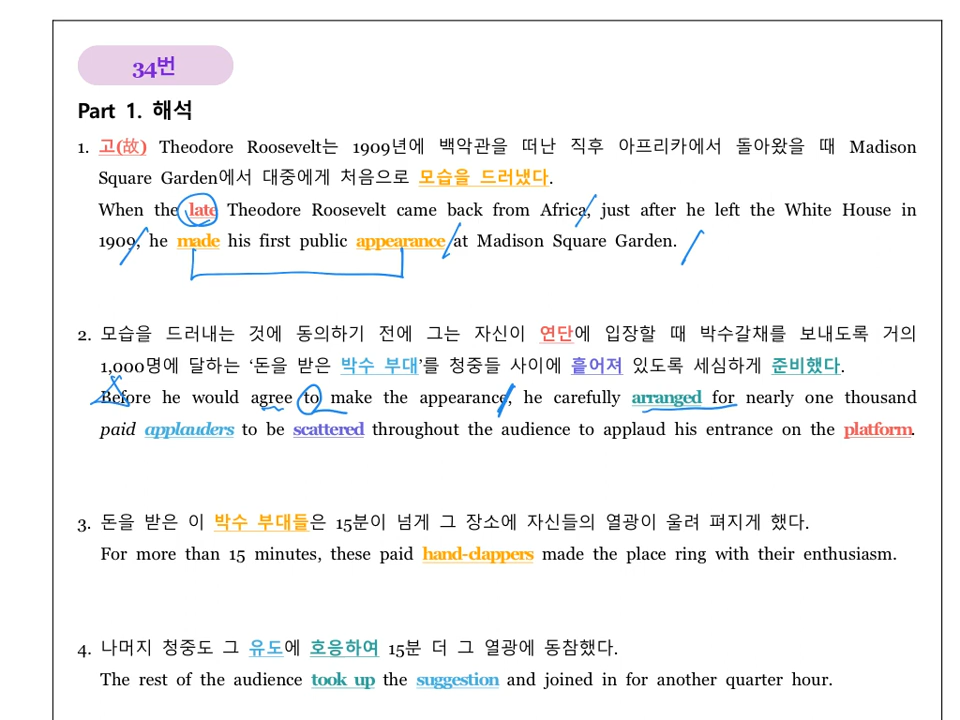 34번
Part 1. 해석
1. 고(故) Theodore Roosevelt는 1909년에 백악관을 떠난 직후 아프리카에서 돌아왔을 때 Madison
Square Garden에서 대중에게 처음으로 모습을 드러냈다.
When the late Theodore Roosevelt came back from Africa, just after he left the White House in
1909, he made his first public appearance at Madison Square Garden.
2. 모습을 드러내는 것에 동의하기 전에 그는 자신이 연단에 입장할 때 박수갈채를 보내도록 거의
1,000명에 달하는 ‘돈을 받은 박수 부대’를 청중들 사이에 흩어져 있도록 세심하게 준비했다.
Before he would agree to make the appearance, he carefully arranged for nearly one thousand
paid applauders to be scattered throughout the audience to applaud his entrance on the platform.
3. 돈을 받은 이 박수 부대들은 15분이 넘게 그 장소에 자신들의 열광이 울려 퍼지게 했다.
For more than 15 minutes, these paid hand-clappers made the place ring with their enthusiasm.
4. 나머지 청중도 그 유도에 호응하여 15분 더 그 열광에 동참했다.
The rest of the audience took up the suggestion and joined in for another quarter hour.